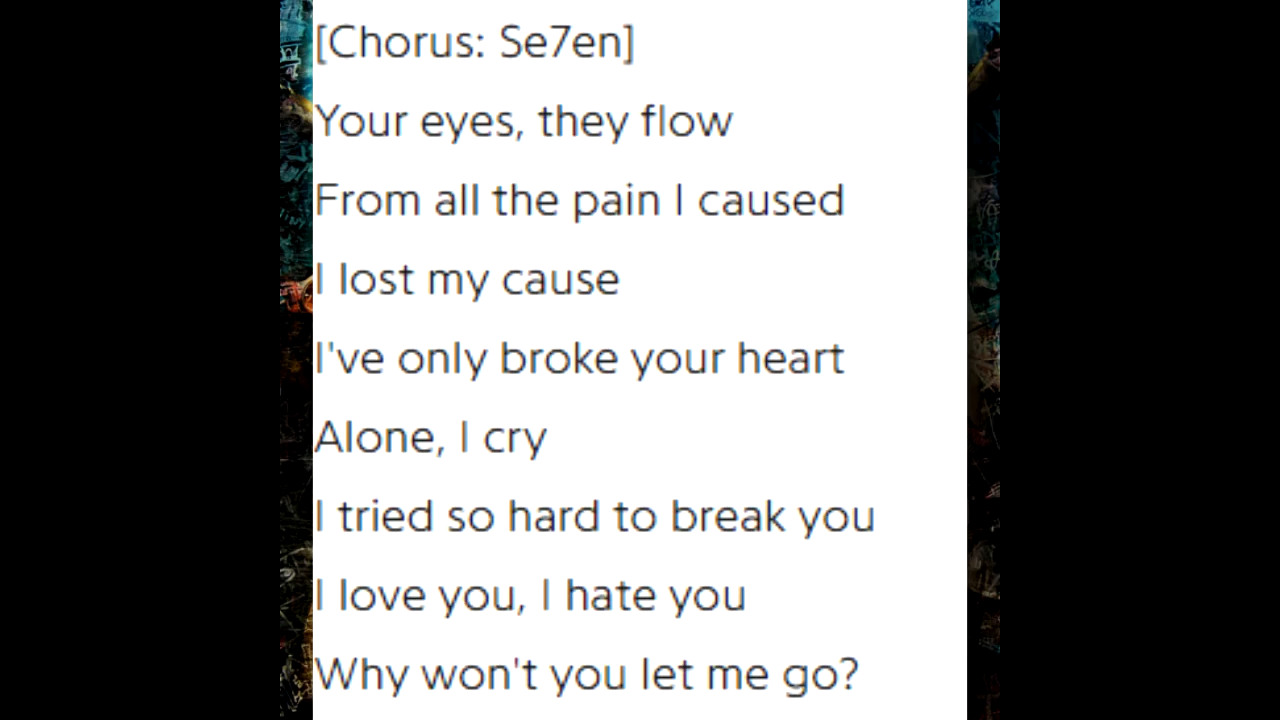 [Chorus: Se7en]
Your eyes, they flow
From all the pain I caused
I lost my cause
I've only broke your heart
Alone, I cry
I tried so hard to break you
I love you, I hate you
Why won't you let me go?